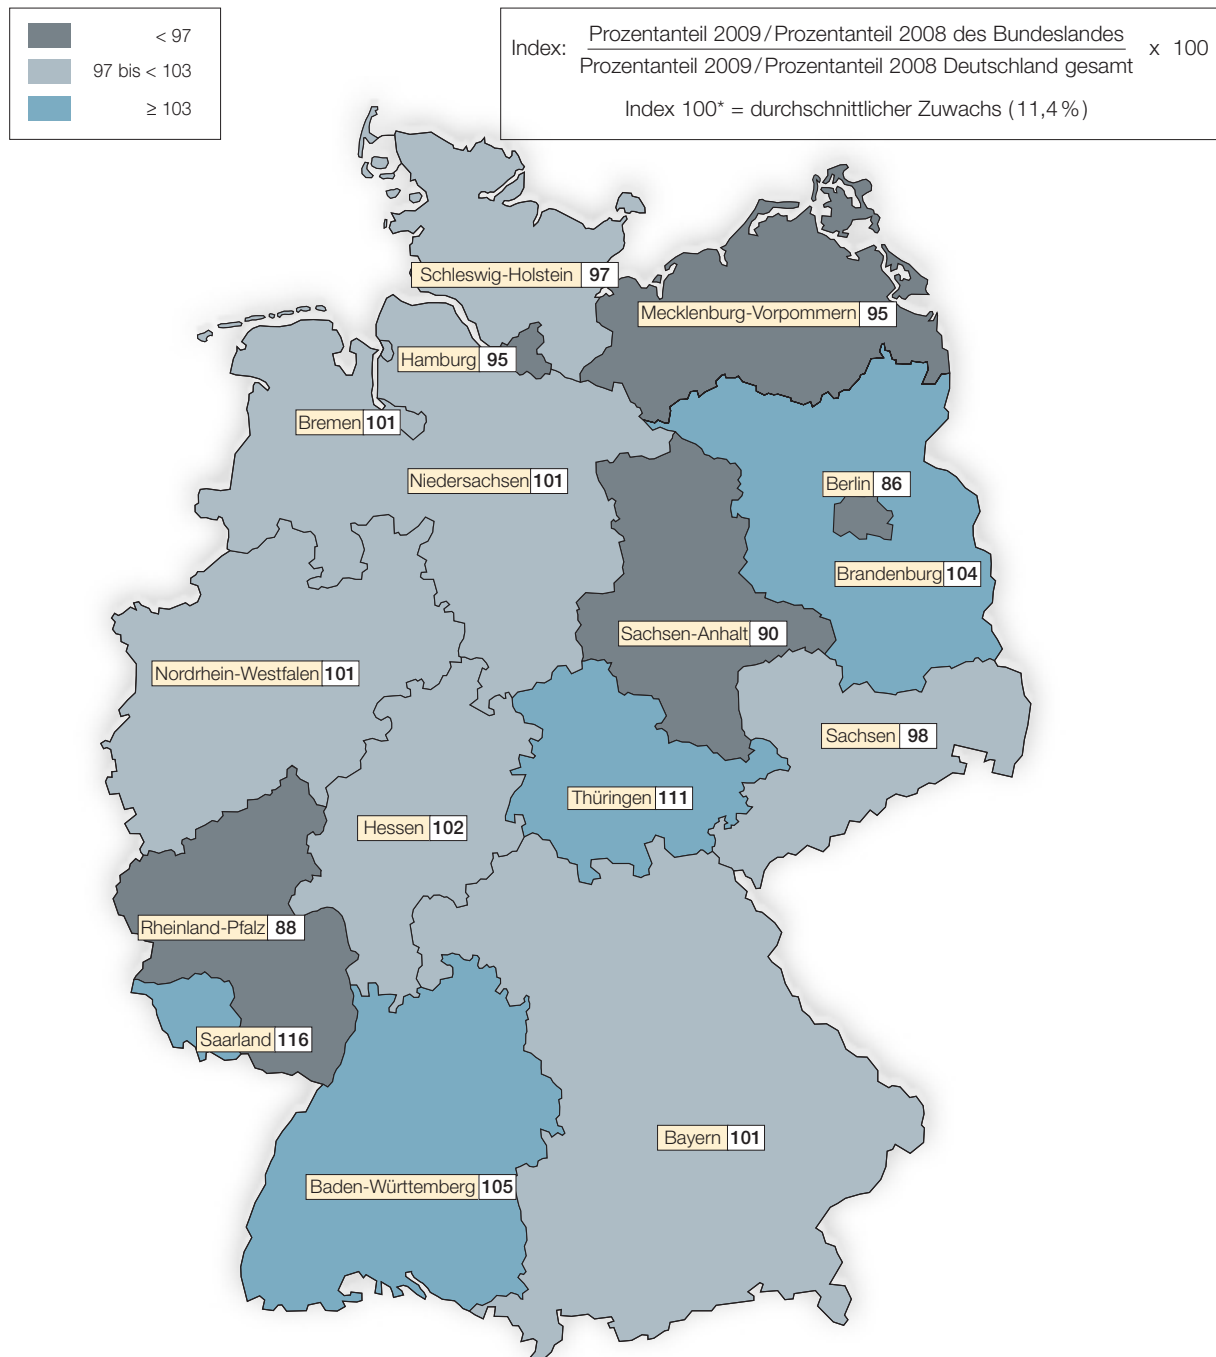 < 97
97 bis < 103
≥ 103
Index: Prozentanteil 2009/Prozentanteil 2008 des Bundeslandes x 100
Prozentanteil 2009/Prozentanteil 2008 Deutschland gesamt
Index 100* = durchschnittlicher Zuwachs (11,4 %)
Schleswig-Holstein 97
Mecklenburg-Vorpommern 95
Hamburg 95
Bremen 101
Niedersachsen 101
Berlin 86
Brandenburg 104
Sachsen-Anhalt 90
Nordrhein-Westfalen 101
Sachsen 98
Thüringen 111
Hessen 102
Rheinland-Pfalz 88
Saarland 116
Bayern 101
Baden-Württemberg 105